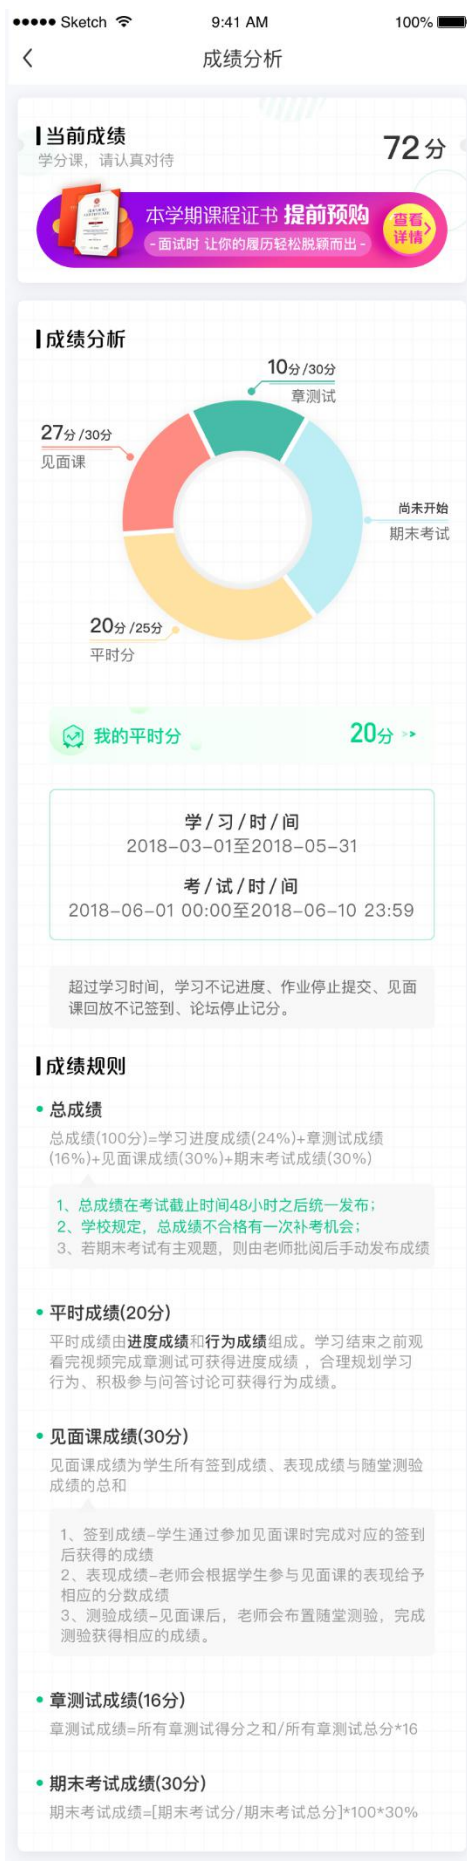 Sketch 9:41 AM 100%
成绩分析
当前成绩
72分
学分课，请认真对待
本学期课程证书 提前预购
-面试时 让你的履历轻松脱颖而出-
查看
详情
成绩分析
10分/30分
章测试
27分/30分
见面课
尚未开始
期末考试
20分/25分
平时分
我的平时分 20分
学/习/时/间
2018-03-01至2018-05-31
考/试/时/间
2018-06-01 00:00至2018-06-10 23:59
超过学习时间，学习不记进度、作业停止提交、见面
课回放不记签到、论坛停止记分。
成绩规则
总成绩
总成绩(100分)=学习进度成绩(24%)+章测试成绩
(16%)+见面课成绩(30%)+期末考试成绩(30%)
1、总成绩在考试截止时间48小时之后统一发布；
2、学校规定，总成绩不合格有一次补考机会；
3、若期末考试有主观题，则由老师批阅后手动发布成绩
平时成绩(20分)
平时成绩由进度成绩和行为成绩组成。学习结束之前观
看完视频完成章测试可获得进度成绩 ，合理规划学习
行为、积极参与问答讨论可获得行为成绩。
见面课成绩(30分)
见面课成绩为学生所有签到成绩、表现成绩与随堂测验
成绩的总和
1、签到成绩-学生通过参加见面课时完成对应的签到
后获得的成绩
2、表现成绩-老师会根据学生参与见面课的表现给予
相应的分数成绩
3、测验成绩-见面课后，老师会布置随堂测验，完成
测验获得相应的成绩。
章测试成绩(16分)
章测试成绩=所有章测试得分之和/所有章测试总分*16
期末考试成绩(30分)
期末考试成绩=[期末考试分/期末考试总分]*100*30%